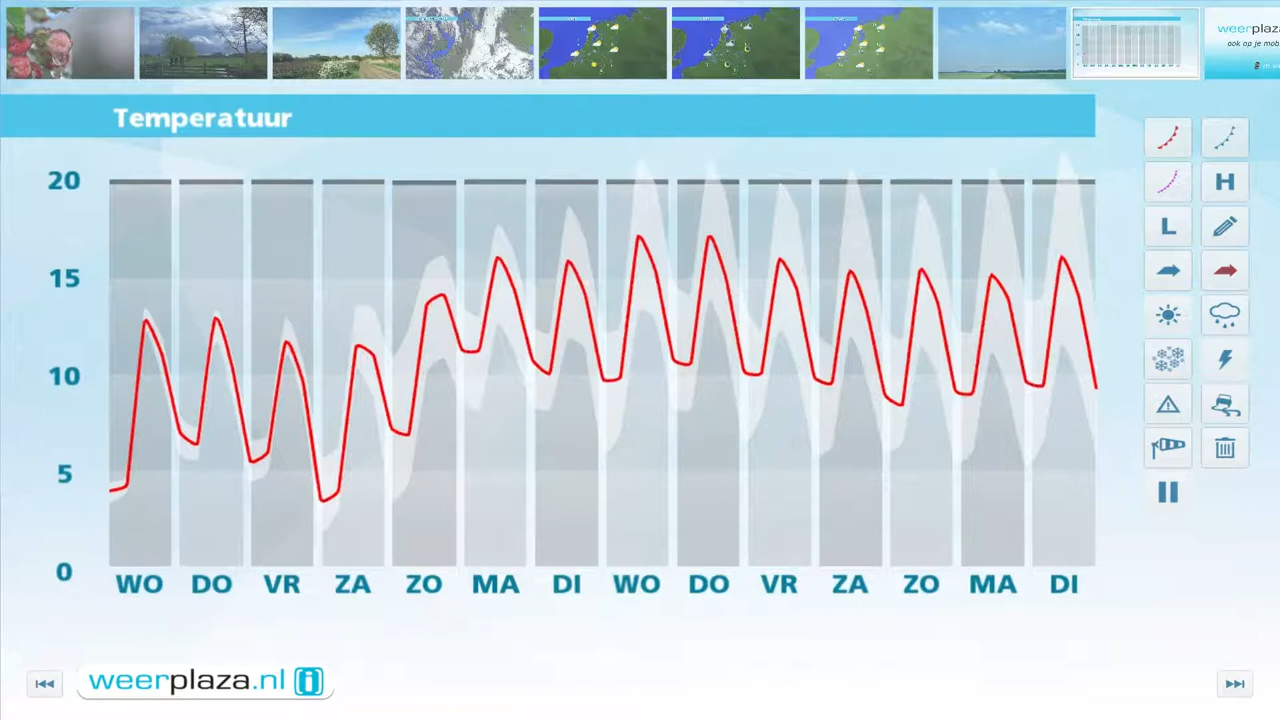 weerplaza
ook op je mob
Temperatuur
20
15
10
5
0
WO DO VR ZA ZO MA DI WO DO VR ZA ZO MA DI
H
L
weerplaza.nl i